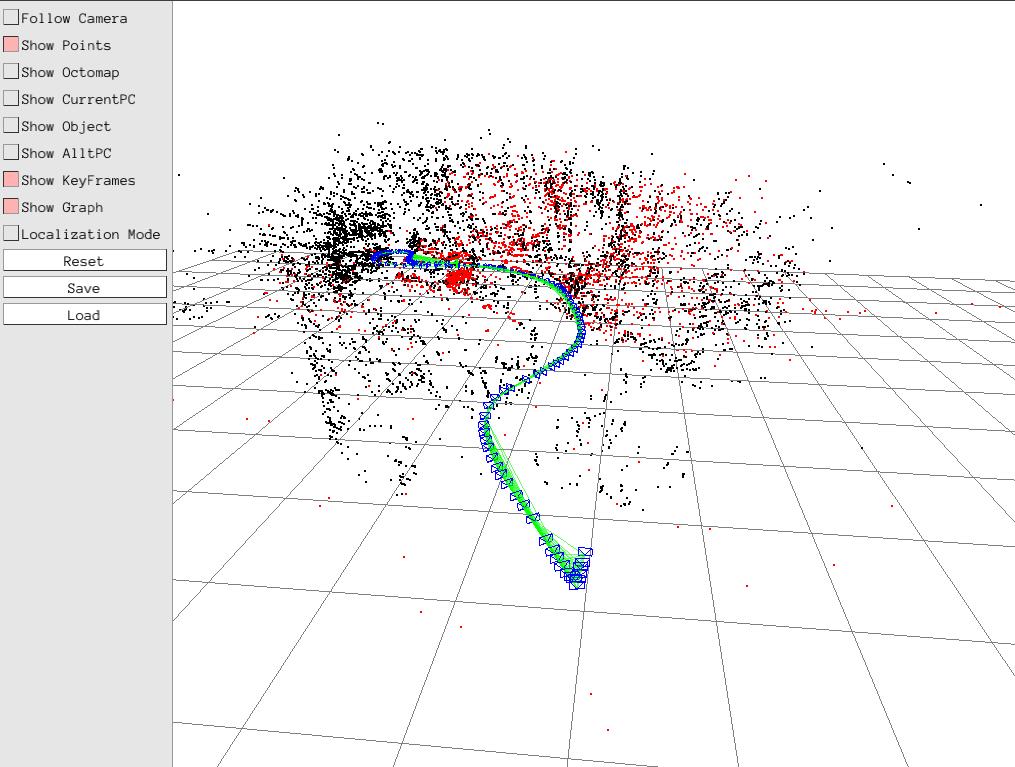 Follow Camera
Show Points
Show Octomap
Show CurrentPC
Show Object
Show AlltPC
Show KeyFrames
Show Graph
Localization Mode
Reset
Save
Load